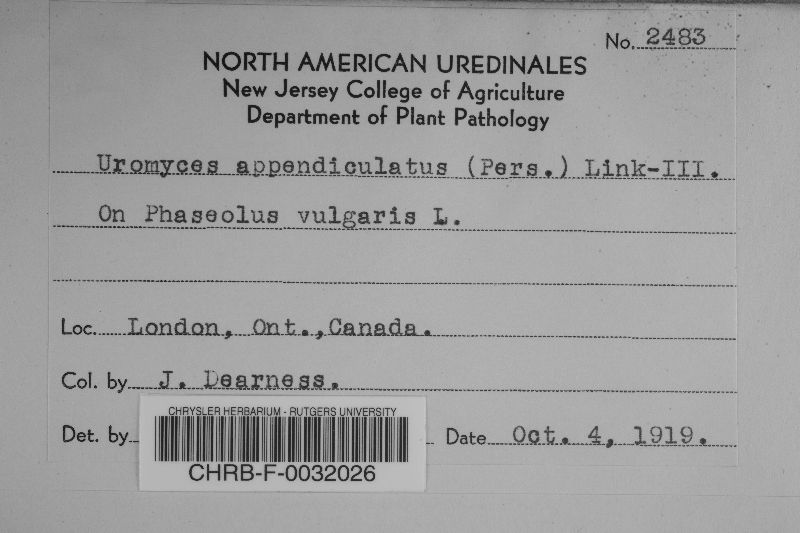 No. 2483
NORTH AMERICAN UREDINALES
New Jersey College of Agriculture
Department of Plant Pathology
Uromyces appendiculatus (Pers.) Link-III.
On Phaseolus vulgaris L.
Loc. London, Ont.,Canada.
Col. by J. Dearness.
Det. by Date Oct. 4, 1919.
CHRYSLER HERBARIUM - RUTGERS UNIVERSITY
CHRB-F-0032026